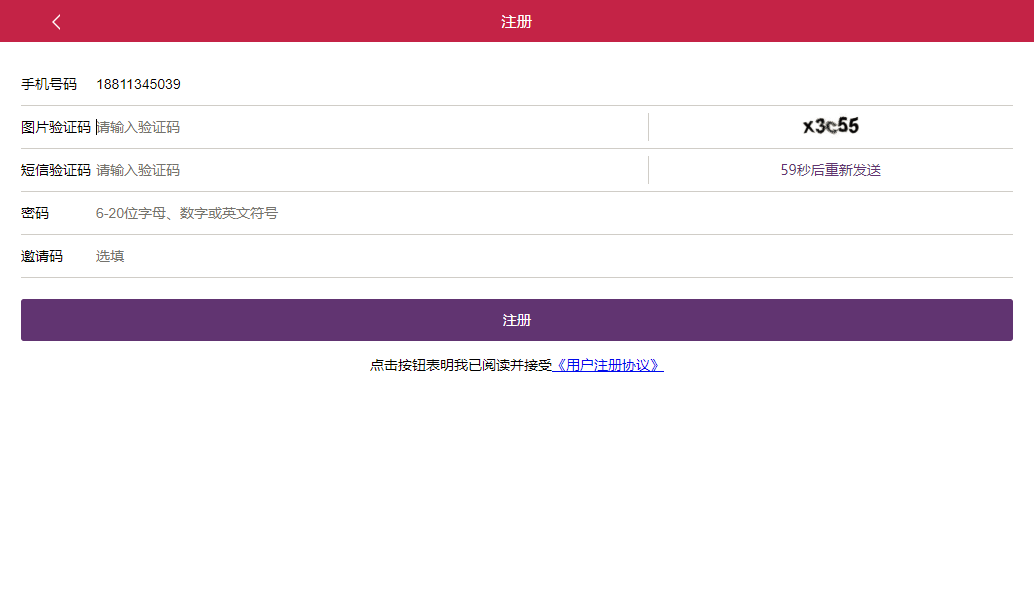 注册
手机号码 18811345039
图片验证码 请输入验证码 x3c55
短信验证码 请输入验证码 59秒后重新发送
密码 6-20位字母、数字或英文符号
邀请码 选填
注册
点击按钮表明我已阅读并接受《用户注册协议》